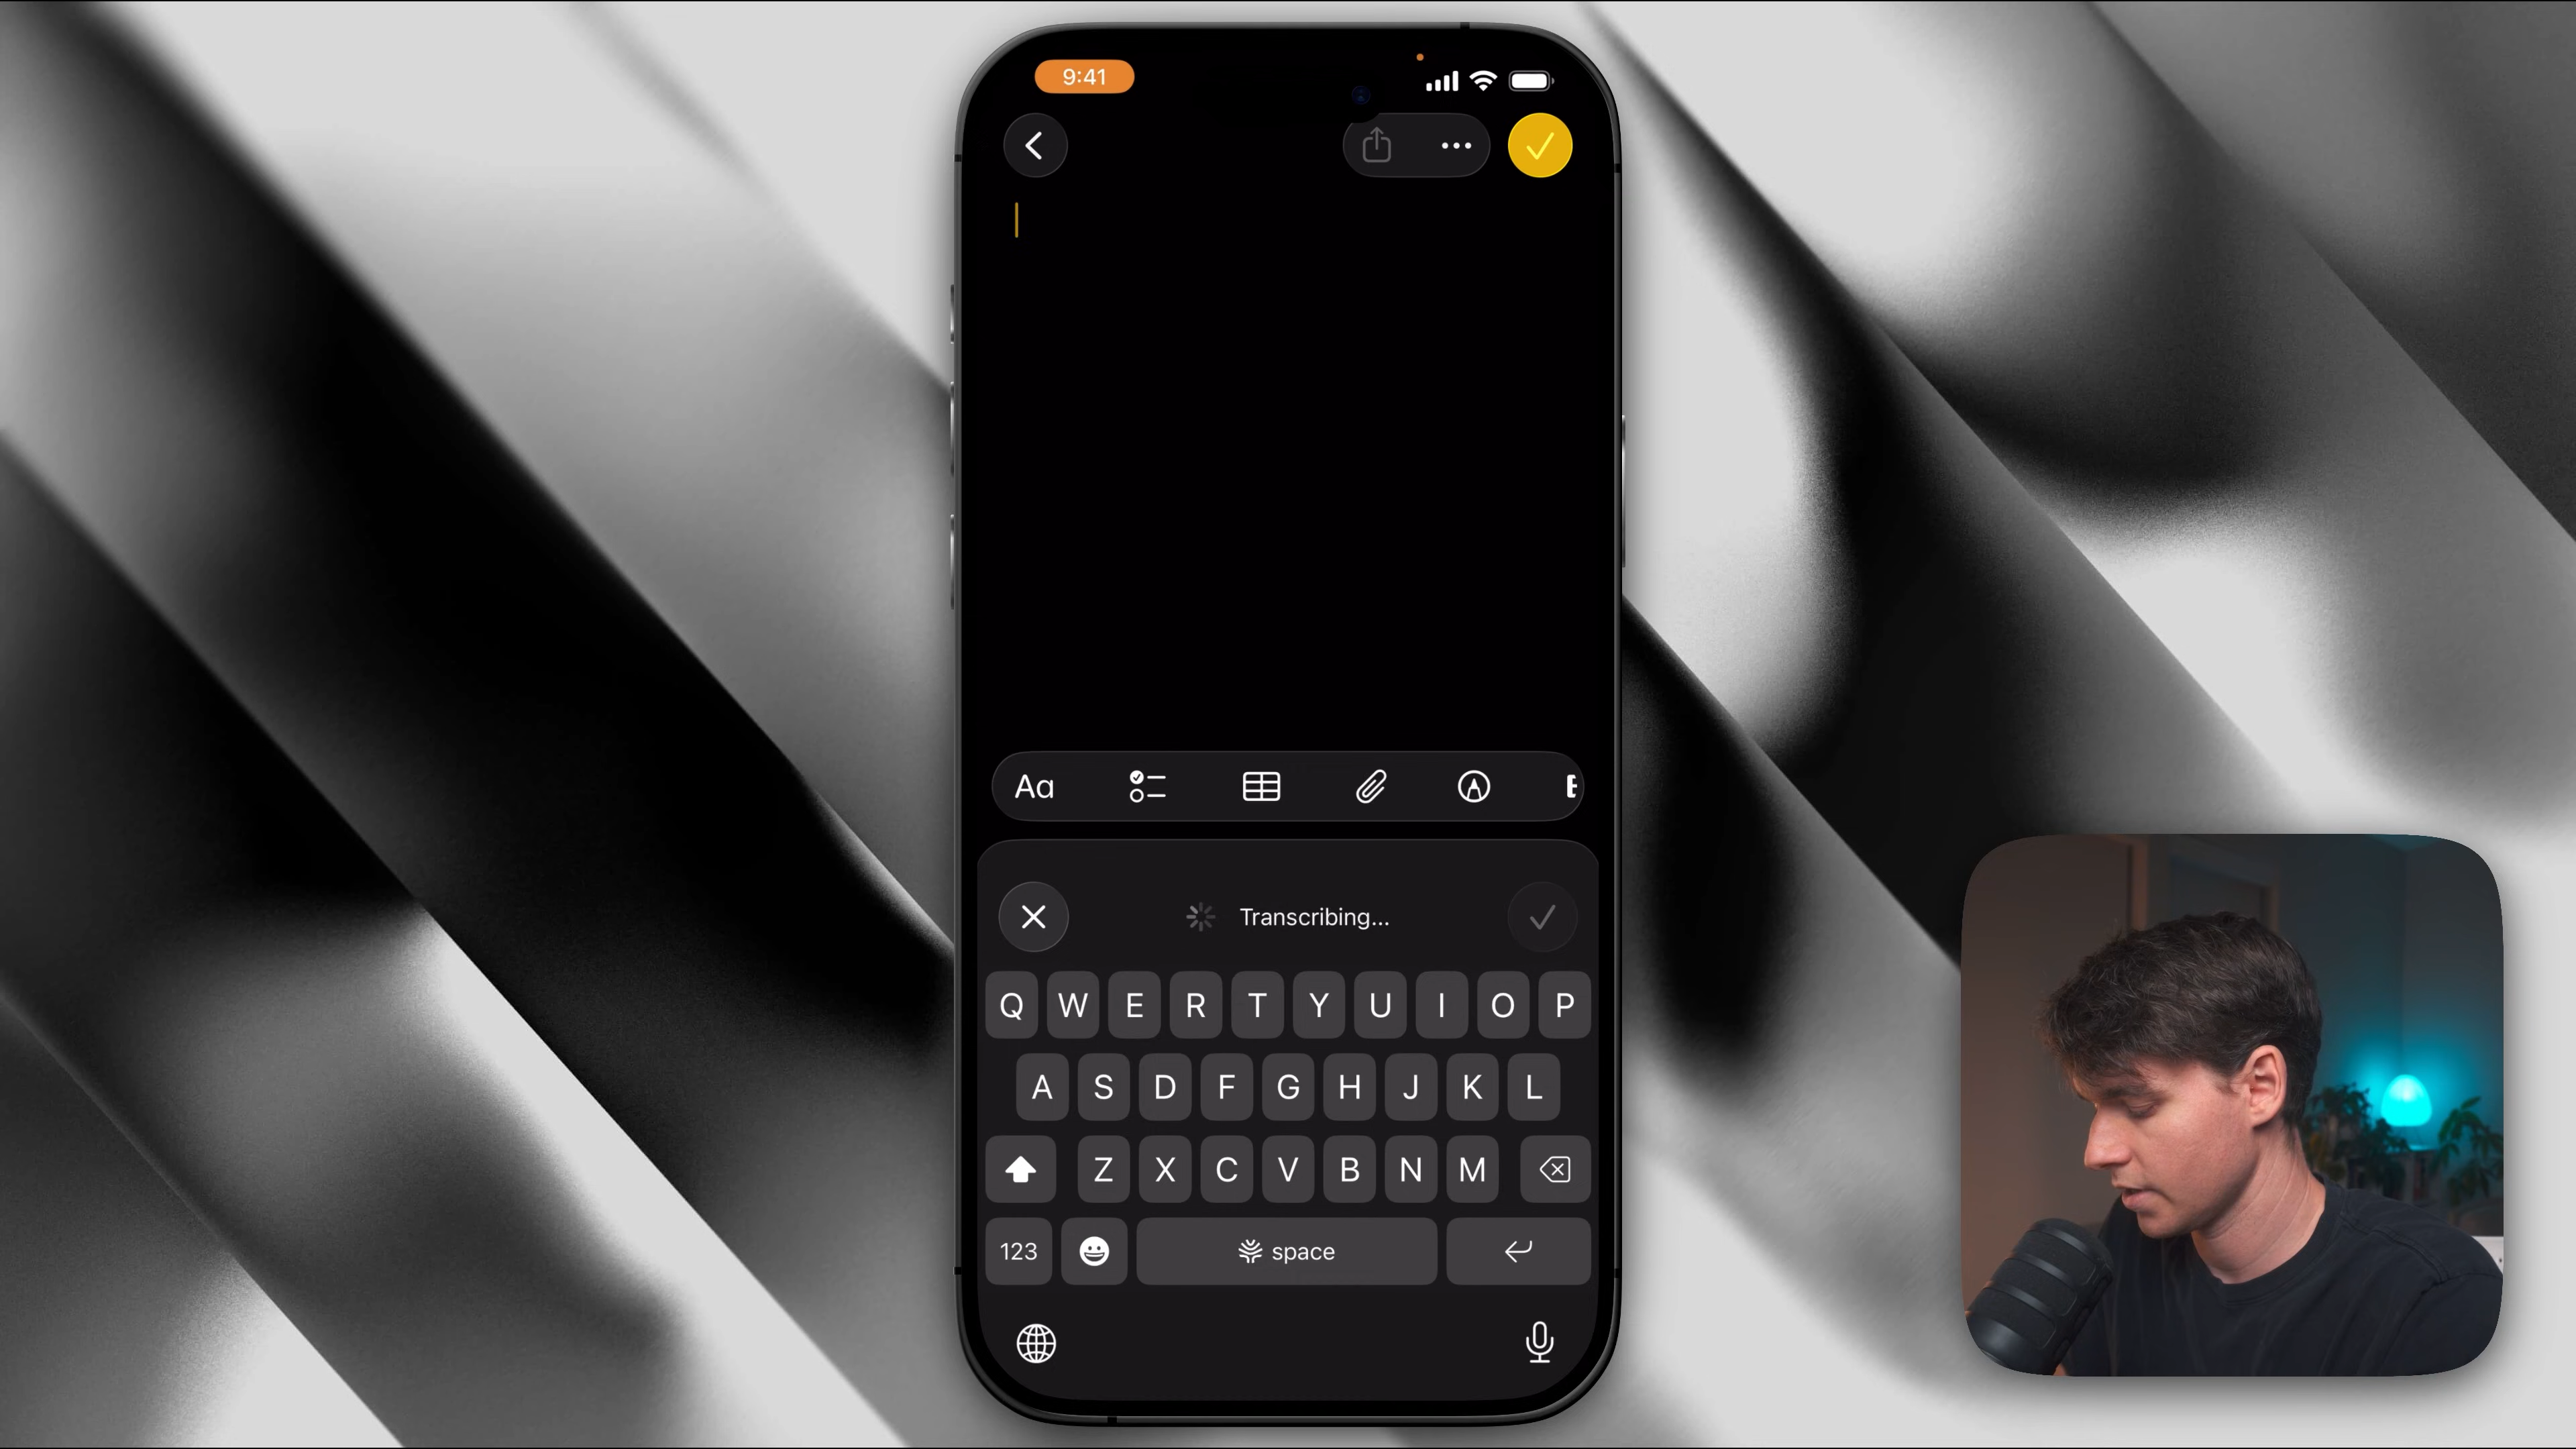 9:41
Aa
Transcribing...
Q W E R T Y U I O P
A S D F G H J K L
Z X C V B N M
123 space